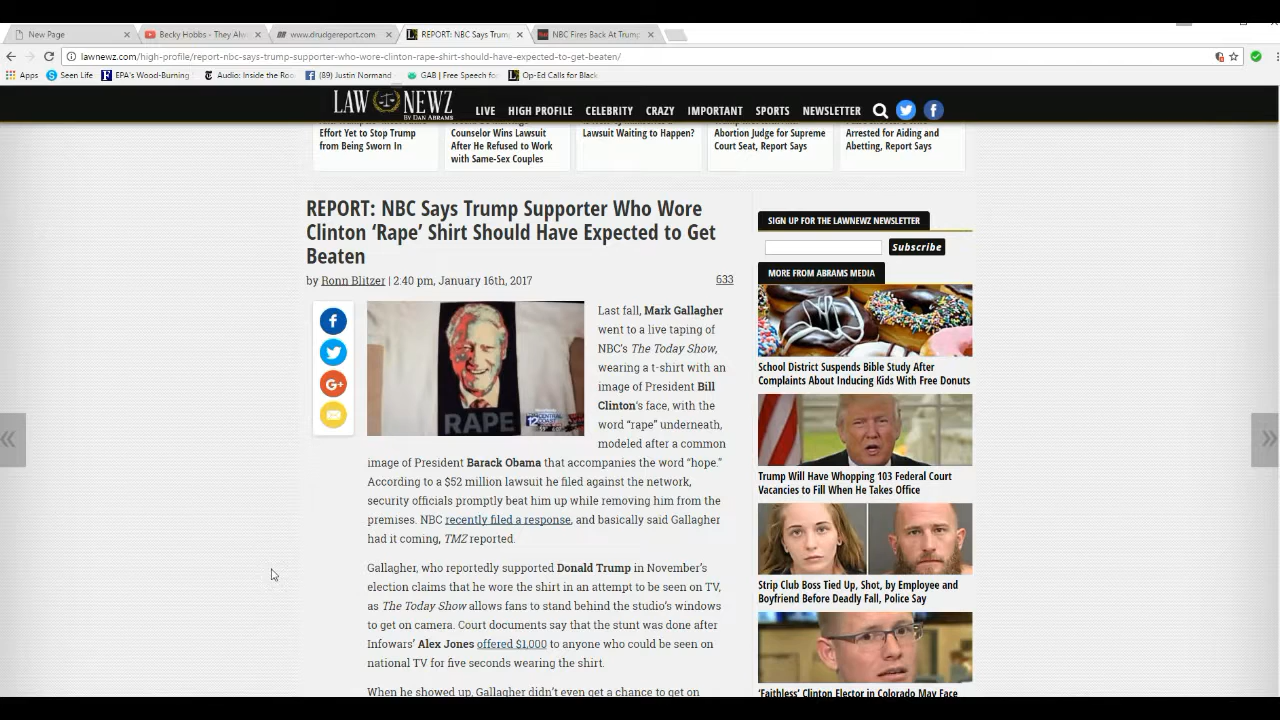 New Page
Becky Hobbs - They Alw
www.drudgereport.com
REPORT: NBC Says Trum
NBC Fires Back At Trump
lawnewz.com/high-profile/report-nbc-says-trump-supporter-who-wore-clinton-rape-shirt-should-have-expected-to-get-beaten/
Apps
Seen Life
EPA's Wood-Burning
Audio: Inside the Ro
(89) Justin Normand
GAB | Free Speech fo
Op-Ed Calls for Black
LAW NEWZ
BY DAN ABRAMS
LIVE HIGH PROFILE CELEBRITY CRAZY IMPORTANT SPORTS NEWSLETTER
Effort Yet to Stop Trump
from Being Sworn In
Counselor Wins Lawsuit
After He Refused to Work
with Same-Sex Couples
Lawsuit Waiting to Happen?
Abortion Judge for Supreme
Court Seat, Report Says
Arrested for Aiding and
Abetting, Report Says
REPORT: NBC Says Trump Supporter Who Wore
Clinton ‘Rape’ Shirt Should Have Expected to Get
Beaten
by Ronn Blitzer | 2:40 pm, January 16th, 2017
633
RAPE
12
CENTRAL
Last fall, Mark Gallagher
went to a live taping of
NBC's The Today Show,
wearing a t-shirt with an
image of President Bill
Clinton's face, with the
word “rape” underneath,
modeled after a common
image of President Barack Obama that accompanies the word “hope.”
According to a $52 million lawsuit he filed against the network,
security officials promptly beat him up while removing him from the
premises. NBC recently filed a response, and basically said Gallagher
had it coming, TMZ reported.
Gallagher, who reportedly supported Donald Trump in November's
election claims that he wore the shirt in an attempt to be seen on TV,
as The Today Show allows fans to stand behind the studio's windows
to get on camera. Court documents say that the stunt was done after
Infowars' Alex Jones offered $1,000 to anyone who could be seen on
national TV for five seconds wearing the shirt.
When he showed up, Gallagher didn't even get a chance to get on
SIGN UP FOR THE LAWNEWZ NEWSLETTER
Subscribe
MORE FROM ABRAMS MEDIA
School District Suspends Bible Study After
Complaints About Inducing Kids With Free Donuts
Trump Will Have Whopping 103 Federal Court
Vacancies to Fill When He Takes Office
Strip Club Boss Tied Up, Shot, by Employee and
Boyfriend Before Deadly Fall, Police Say
‘Faithless’ Clinton Elector in Colorado May Face